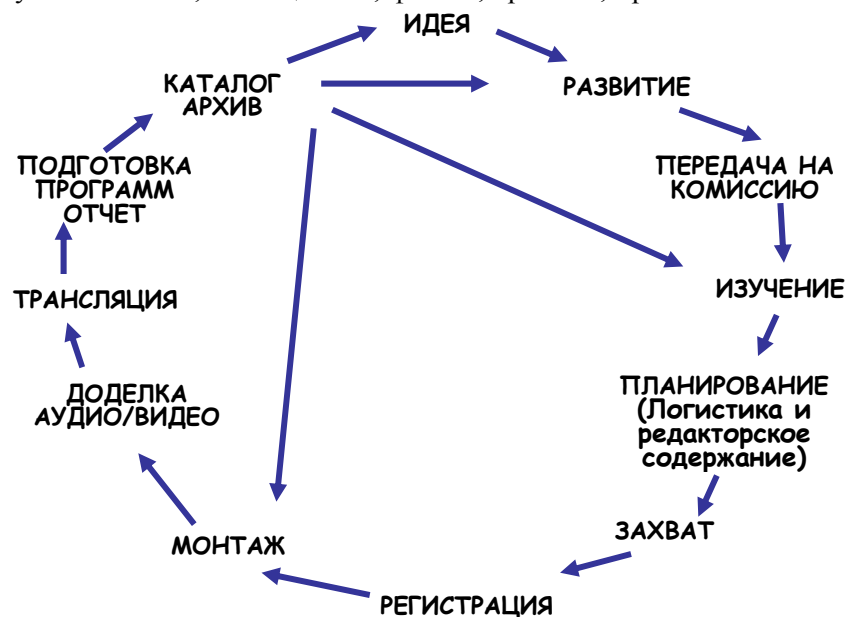 ИДЕЯ
КАТАЛОГ
АРХИВ
РАЗВИТИЕ
ПОДГОТОВКА
ПРОГРАММ
ОТЧЕТ
ПЕРЕДАЧА НА
КОМИССИЮ
ТРАНСЛЯЦИЯ
ИЗУЧЕНИЕ
ДОДЕЛКА
АУДИО/ВИДЕО
ПЛАНИРОВАНИЕ
(Логистика и
редакторское
содержание)
МОНТАЖ
ЗАХВАТ
РЕГИСТРАЦИЯ